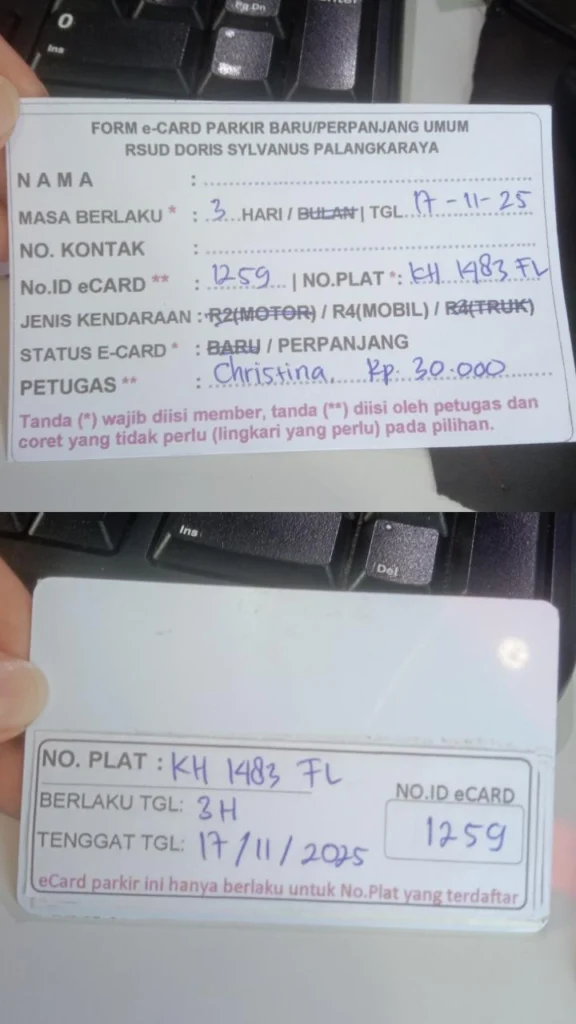 0
Ins
Pg Dn
Enter
FORM e-CARD PARKIR BARU/PERPANJANG UMUM
RSUD DORIS SYLVANUS PALANGKARAYA
NAMA :
MASA BERLAKU * : 3 HARI / BULAN | TGL 17 - 11 - 25
NO. KONTAK :
No.ID eCARD ** : 1259 | NO.PLAT *: KH 1483 FL
JENIS KENDARAAN : R2(MOTOR) / R4(MOBIL) / R4(TRUK)
STATUS E-CARD * : BARU / PERPANJANG
PETUGAS ** : Christina, Rp. 30.000
Tanda (*) wajib diisi member, tanda (**) diisi oleh petugas dan
coret yang tidak perlu (lingkari yang perlu) pada pilihan.
Ins
Del
NO. PLAT : KH 1483 FL
BERLAKU TGL: 3H
TENGGAT TGL: 17/11/2025
NO.ID eCARD
1259
eCard parkir ini hanya berlaku untuk No.Plat yang terdaftar